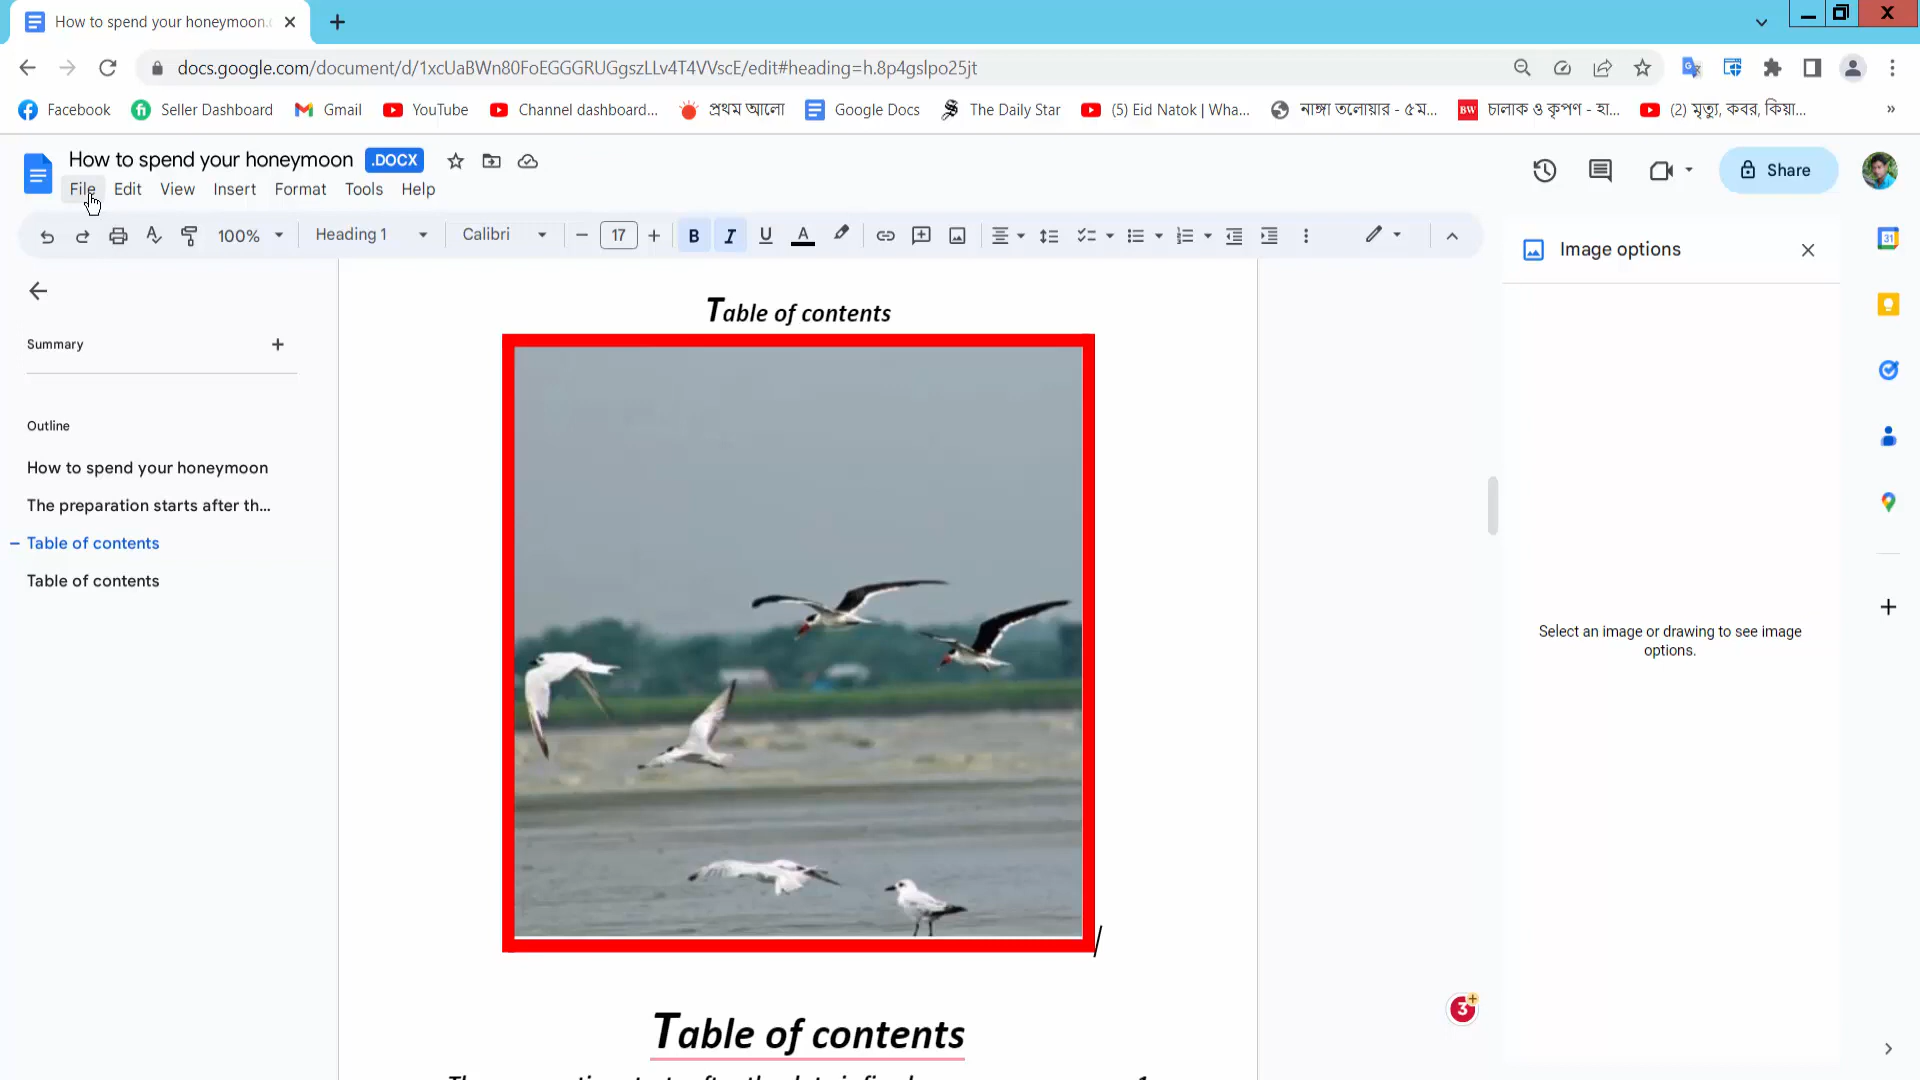 How to spend your honeymoon.
docs.google.com/document/d/1xcUaBWn80FoEGGGRUGgszLLv4T4VVscE/edit#heading=h.8p4gslpo25jt
Facebook Seller Dashboard Gmail YouTube Channel dashboard... প্রথম আলো Google Docs The Daily Star (5) Eid Natok | Wha... নাঙ্গা তলোয়ার - ৫ম... BW চালাক ও কৃপণ - হা... (2) মৃত্যু, কবর, কিয়া... »
How to spend your honeymoon .DOCX
File Edit View Insert Format Tools Help
Share
100% Heading 1 Calibri 17 B I U A
Image options
31
Summary
Outline
How to spend your honeymoon
The preparation starts after th...
Table of contents
Table of contents
Table of contents
Select an image or drawing to see image
options.
3
Table of contents